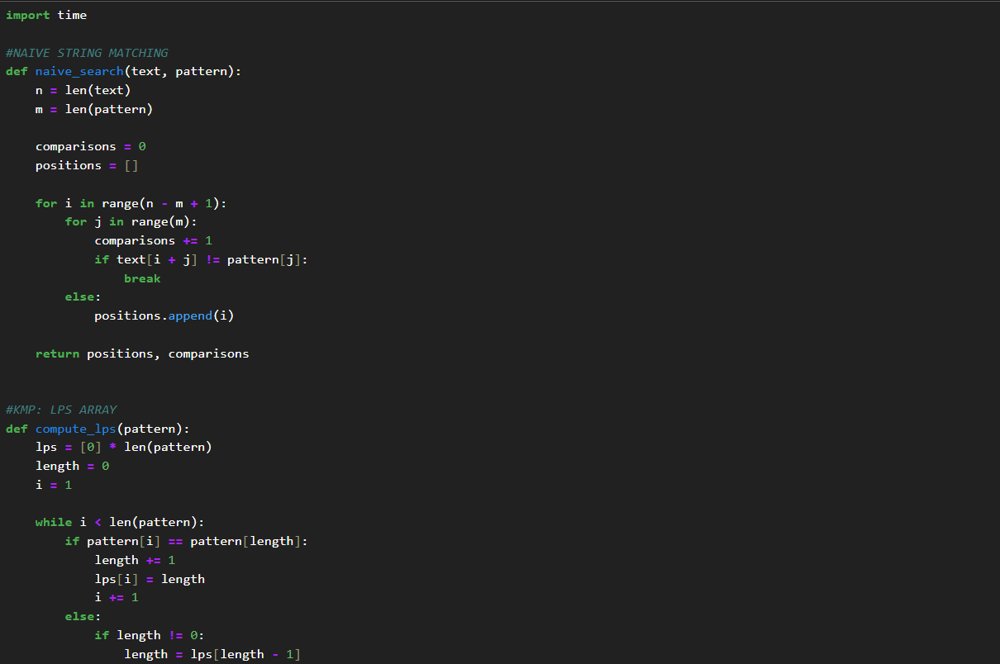 import time
#NAIVE STRING MATCHING
def naive_search(text, pattern):
    n = len(text)
    m = len(pattern)
    comparisons = 0
    positions = []
    for i in range(n - m + 1):
        for j in range(m):
            comparisons += 1
            if text[i + j] != pattern[j]:
                break
        else:
            positions.append(i)
    return positions, comparisons
#KMP: LPS ARRAY
def compute_lps(pattern):
    lps = [0] * len(pattern)
    length = 0
    i = 1
    while i < len(pattern):
        if pattern[i] == pattern[length]:
            length += 1
            lps[i] = length
            i += 1
        else:
            if length != 0:
                length = lps[length - 1]